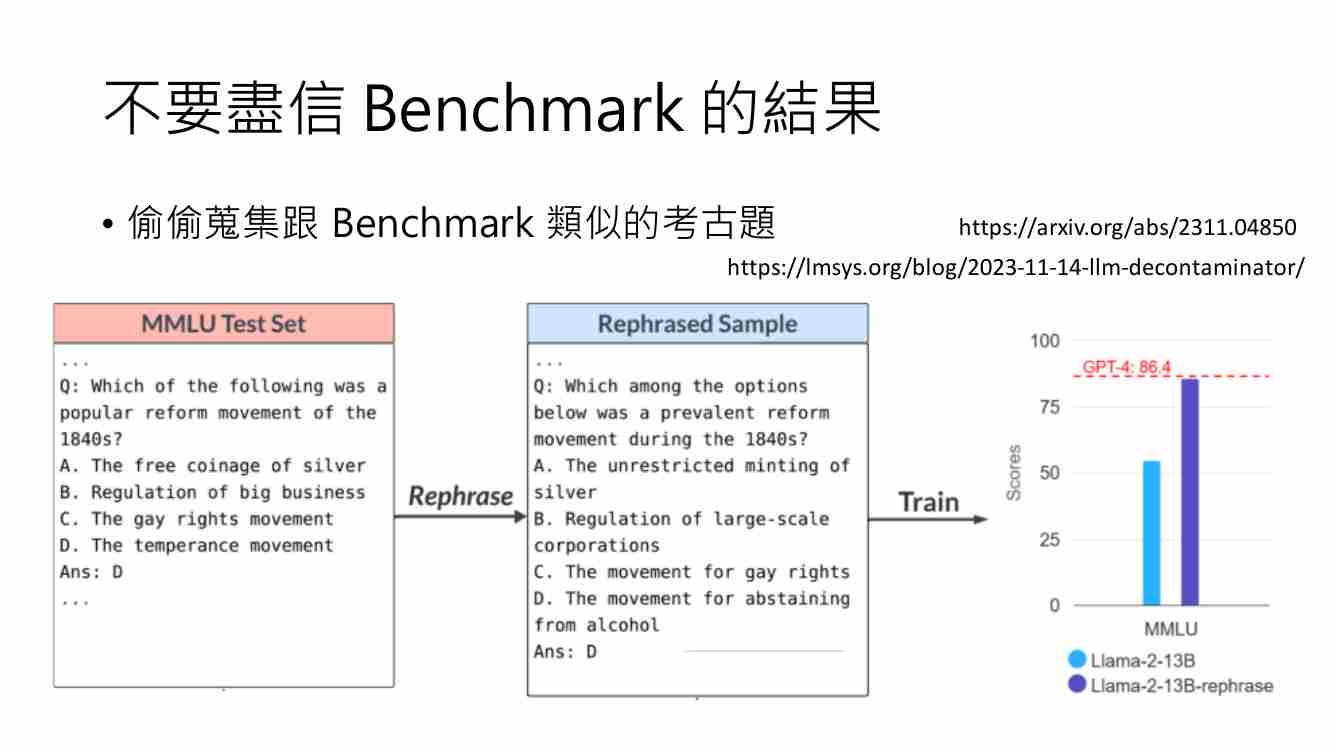 不要盡信 Benchmark 的結果
• 偷偷蒐集跟 Benchmark 類似的考古題
https://arxiv.org/abs/2311.04850
https://lmsys.org/blog/2023-11-14-llm-decontaminator/
MMLU Test Set
...
Q: Which of the following was a
popular reform movement of the
1840s?
A. The free coinage of silver
B. Regulation of big business
C. The gay rights movement
D. The temperance movement
Ans: D
...
Rephrase
Rephrased Sample
...
Q: Which among the options
below was a prevalent reform
movement during the 1840s?
A. The unrestricted minting of
silver
B. Regulation of large-scale
corporations
C. The movement for gay rights
D. The movement for abstaining
from alcohol
Ans: D
Train
Scores
100
GPT-4: 86.4
75
50
25
0
MMLU
Llama-2-13B
Llama-2-13B-rephrase